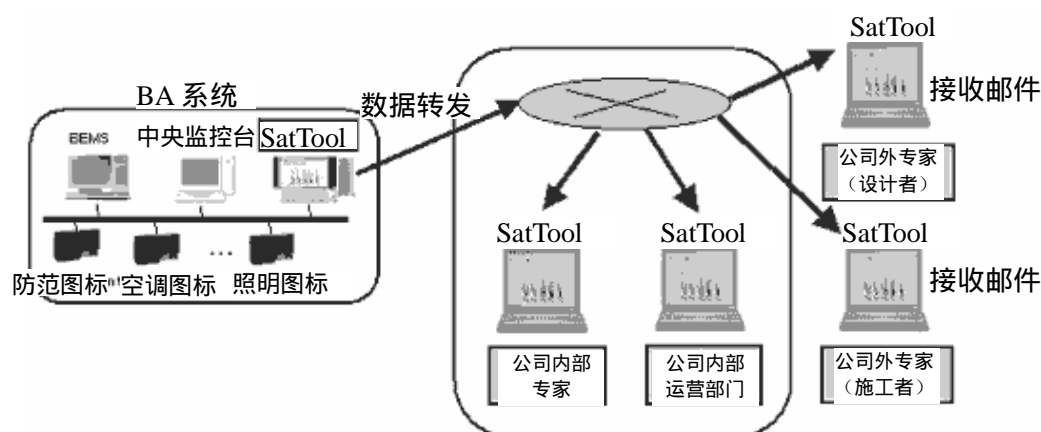 SatTool
接收邮件
公司外专家
（设计者）
BA 系统
数据转发
BEMS
中央监控台
SatTool
防范图标
空调图标
…
照明图标
SatTool
SatTool
SatTool
接收邮件
公司内部
专家
公司内部
运营部门
公司外专家
（施工者）